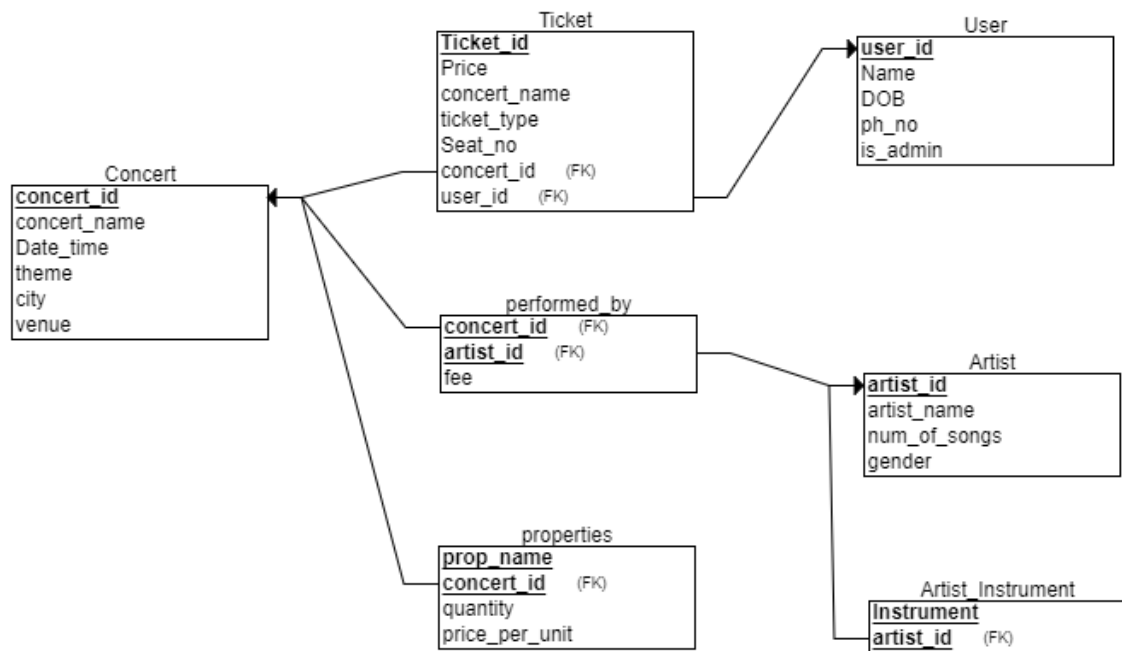 Ticket
Ticket_id
Price
concert_name
ticket_type
Seat_no
concert_id (FK)
user_id (FK)
User
user_id
Name
DOB
ph_no
is_admin
Concert
concert_id
concert_name
Date_time
theme
city
venue
performed_by
concert_id (FK)
artist_id (FK)
fee
Artist
artist_id
artist_name
num_of_songs
gender
properties
prop_name
concert_id (FK)
quantity
price_per_unit
Artist_Instrument
Instrument
artist_id (FK)